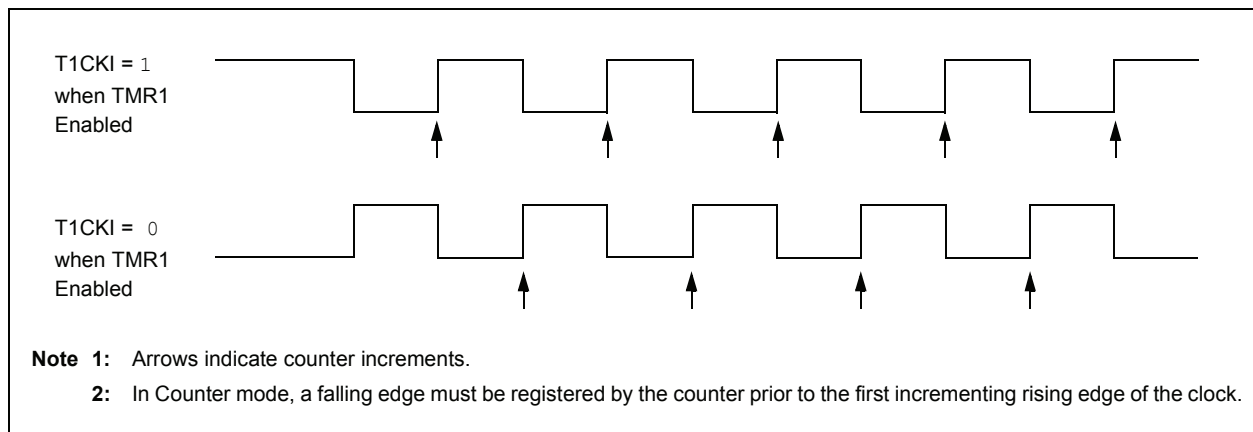 T1CKI = 1
when TMR1
Enabled
T1CKI = 0
when TMR1
Enabled
Note 1: Arrows indicate counter increments.
2: In Counter mode, a falling edge must be registered by the counter prior to the first incrementing rising edge of the clock.